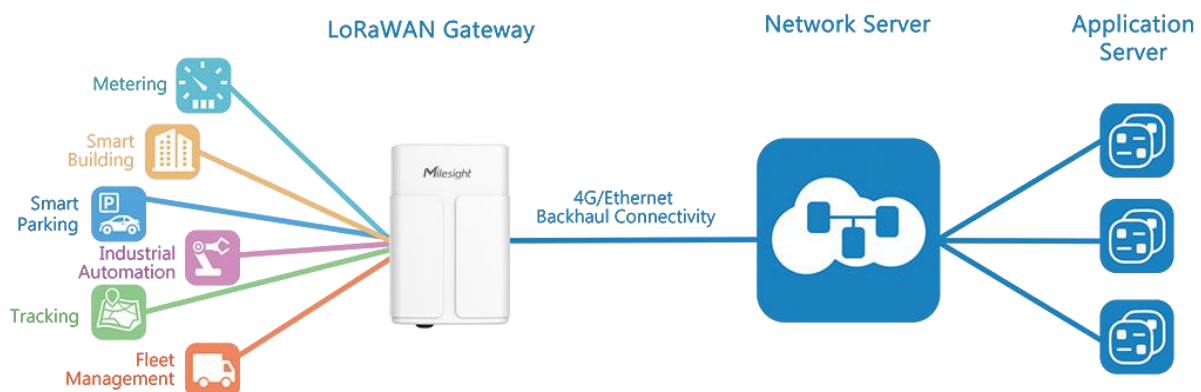 LoRaWAN Gateway
Network Server
Application
Server
Metering
Smart
Building
Smart
Parking
P
Industrial
Automation
Tracking
Fleet
Management
Milesight
4G/Ethernet
Backhaul Connectivity